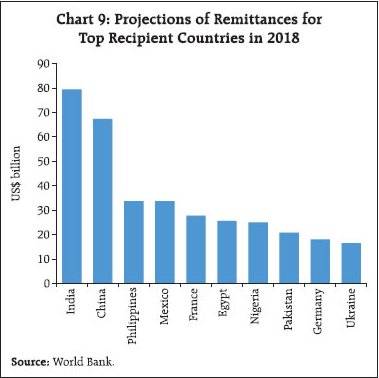 Chart 9: Projections of Remittances for
Top Recipient Countries in 2018
US$ billion
90
80
70
60
50
40
30
20
10
0
India
China
Philippines
Mexico
France
Egypt
Nigeria
Pakistan
Germany
Ukraine
Source: World Bank.